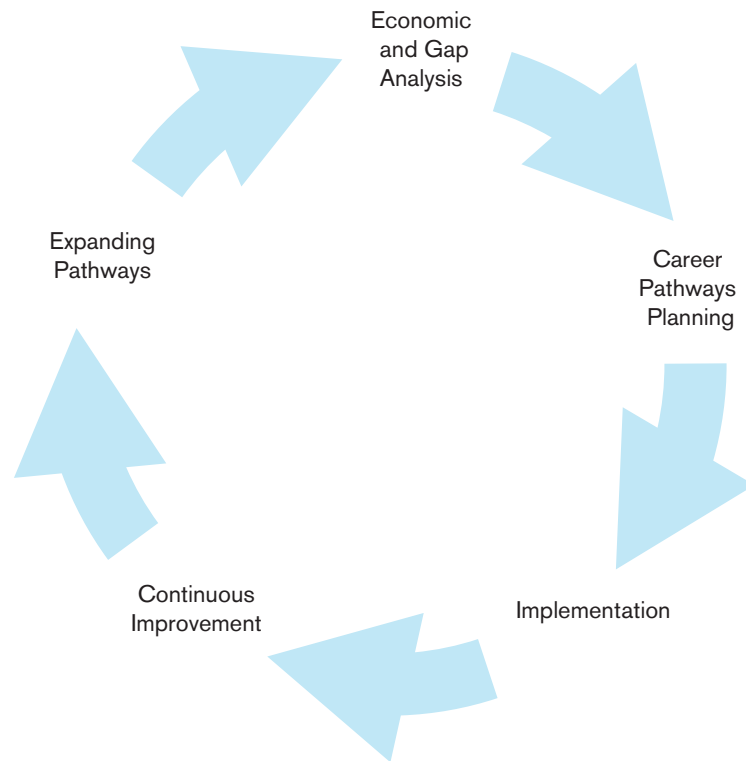 Economic
and Gap
Analysis
Career
Pathways
Planning
Implementation
Continuous
Improvement
Expanding
Pathways